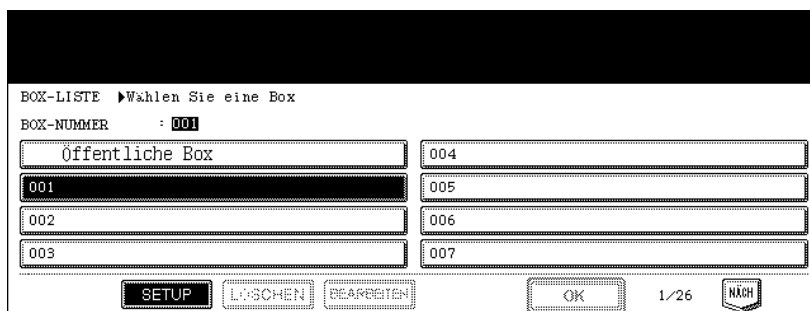 BOX-LISTE ▶Wählen Sie eine Box
BOX-NUMMER : 001
Öffentliche Box 004
001 005
002 006
003 007
SETUP LÖSCHEN BEARBEITEN OK 1/26 NÄCH